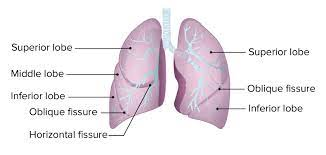 Superior lobe
Middle lobe
Inferior lobe
Oblique fissure
Horizontal fissure
Superior lobe
Oblique fissure
Inferior lobe